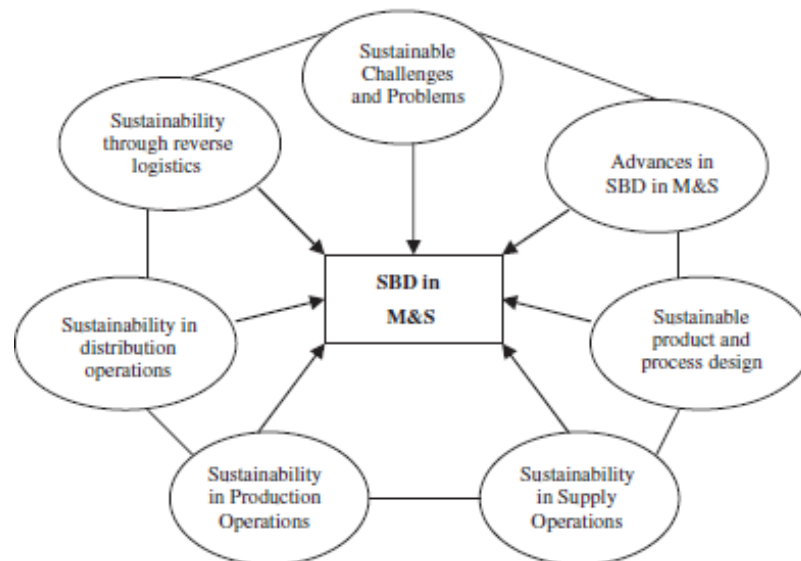 Sustainable
Challenges
and Problems
Advances in
SBD in M&S
Sustainable
product and
process design
Sustainability
in Supply
Operations
Sustainability
in Production
Operations
Sustainability in
distribution
operations
Sustainability
through reverse
logistics
SBD in
M&S